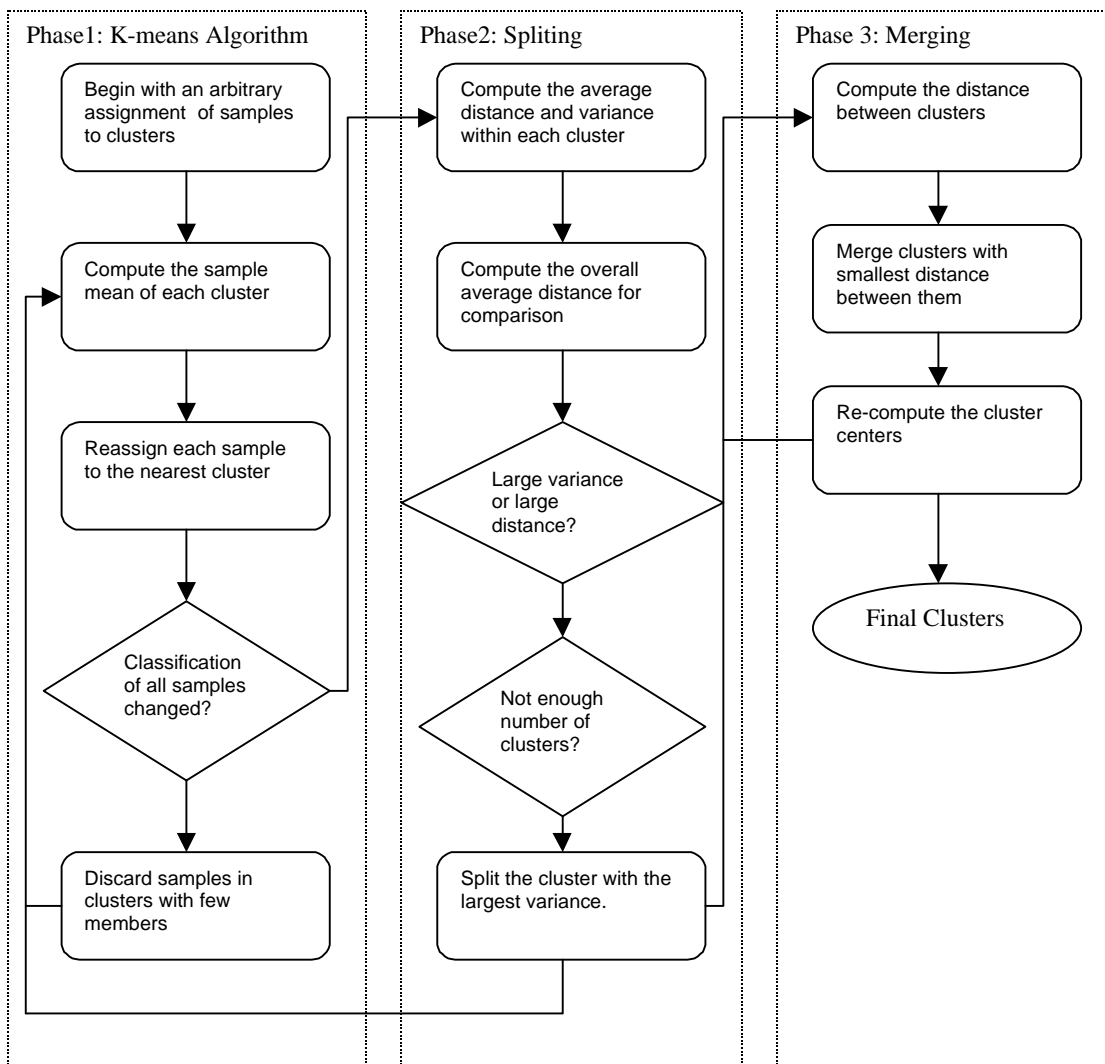 Phase1: K-means Algorithm
Begin with an arbitrary
assignment of samples
to clusters
Compute the sample
mean of each cluster
Reassign each sample
to the nearest cluster
Classification
of all samples
changed?
Discard samples in
clusters with few
members
Phase2: Spliting
Compute the average
distance and variance
within each cluster
Compute the overall
average distance for
comparison
Large variance
or large
distance?
Not enough
number of
clusters?
Split the cluster with the
largest variance.
Phase 3: Merging
Compute the distance
between clusters
Merge clusters with
smallest distance
between them
Re-compute the cluster
centers
Final Clusters